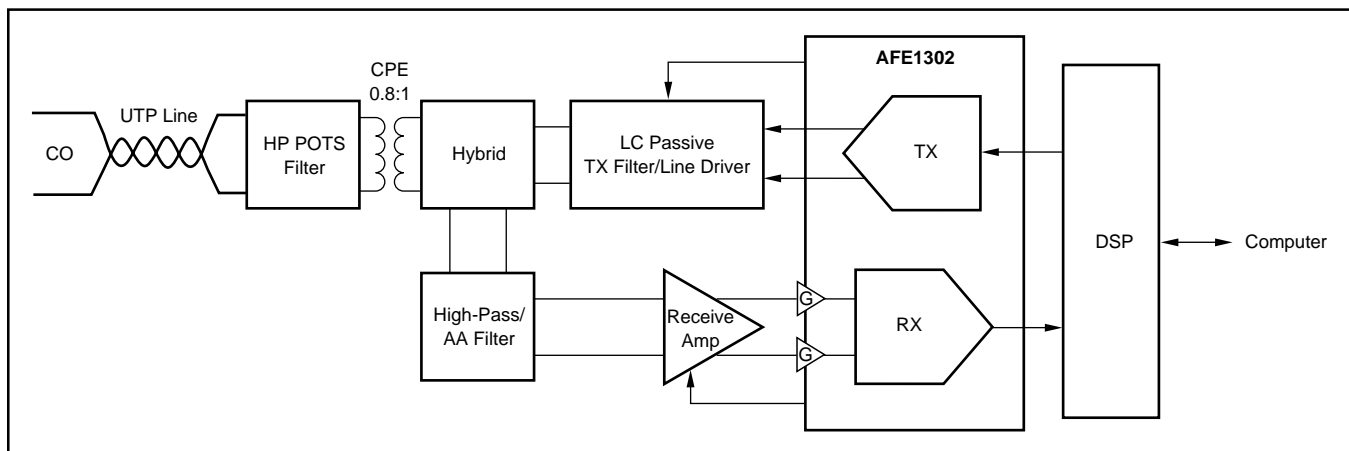 AFE1302
CPE
0.8:1
UTP Line
CO
HP POTS
Filter
Hybrid
LC Passive
TX Filter/Line Driver
TX
DSP
Computer
High-Pass/
AA Filter
Receive
Amp
G
G
RX